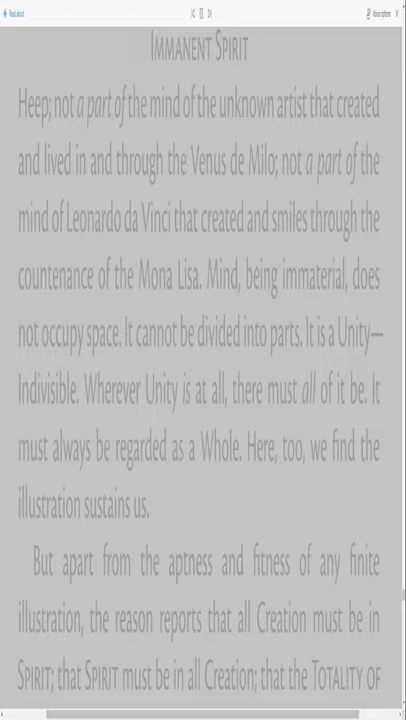 Read aloud
Voice options
IMMANENT SPIRIT
Heep; not a part of the mind of the unknown artist that created
and lived in and through the Venus de Milo; not a part of the
mind of Leonardo da Vinci that created and smiles through the
countenance of the Mona Lisa. Mind, being immaterial, does
not occupy space. It cannot be divided into parts. It is a Unity—
Indivisible. Wherever Unity is at all, there must all of it be. It
must always be regarded as a Whole. Here, too, we find the
illustration sustains us.
But apart from the aptness and fitness of any finite
illustration, the reason reports that all Creation must be in
SPIRIT; that SPIRIT must be in all Creation; that the TOTALITY OF